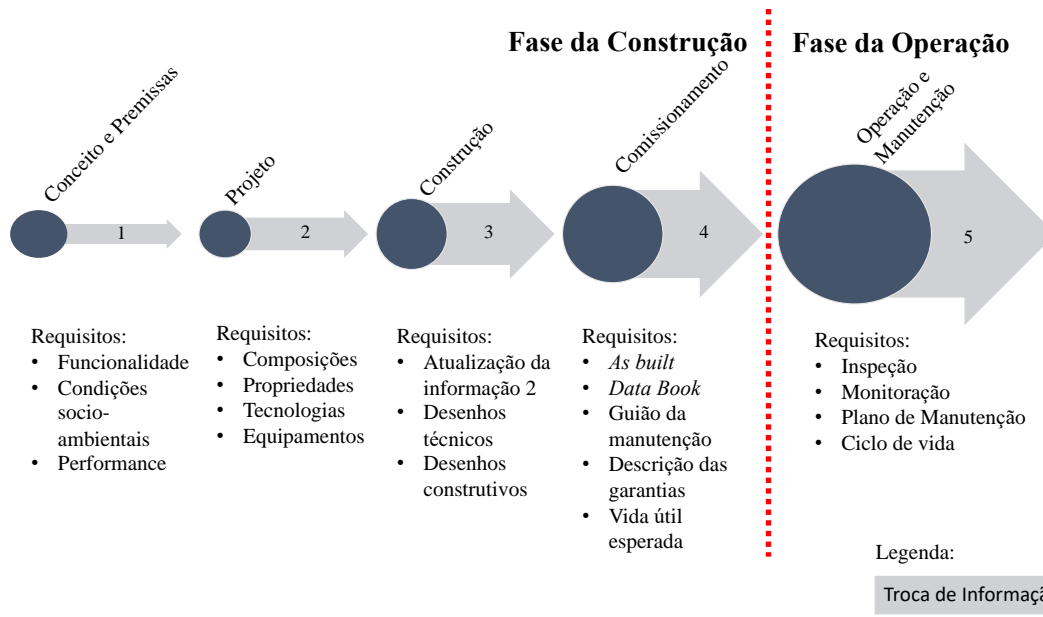 Fase da Construção
Fase da Operação
Conceito e Premissas
Projeto
Construção
Comissionamento
Operação e
Manutenção
1
2
3
4
5
Requisitos:
• Funcionalidade
• Condições
socio-
ambientais
• Performance
Requisitos:
• Composições
• Propriedades
• Tecnologias
• Equipamentos
Requisitos:
• Atualização da
informação 2
• Desenhos
técnicos
• Desenhos
construtivos
Requisitos:
• As built
• Data Book
• Guião da
manutenção
• Descrição das
garantias
• Vida útil
esperada
Requisitos:
• Inspeção
• Monitoração
• Plano de Manutenção
• Ciclo de vida
Legenda:
Troca de Informaçã